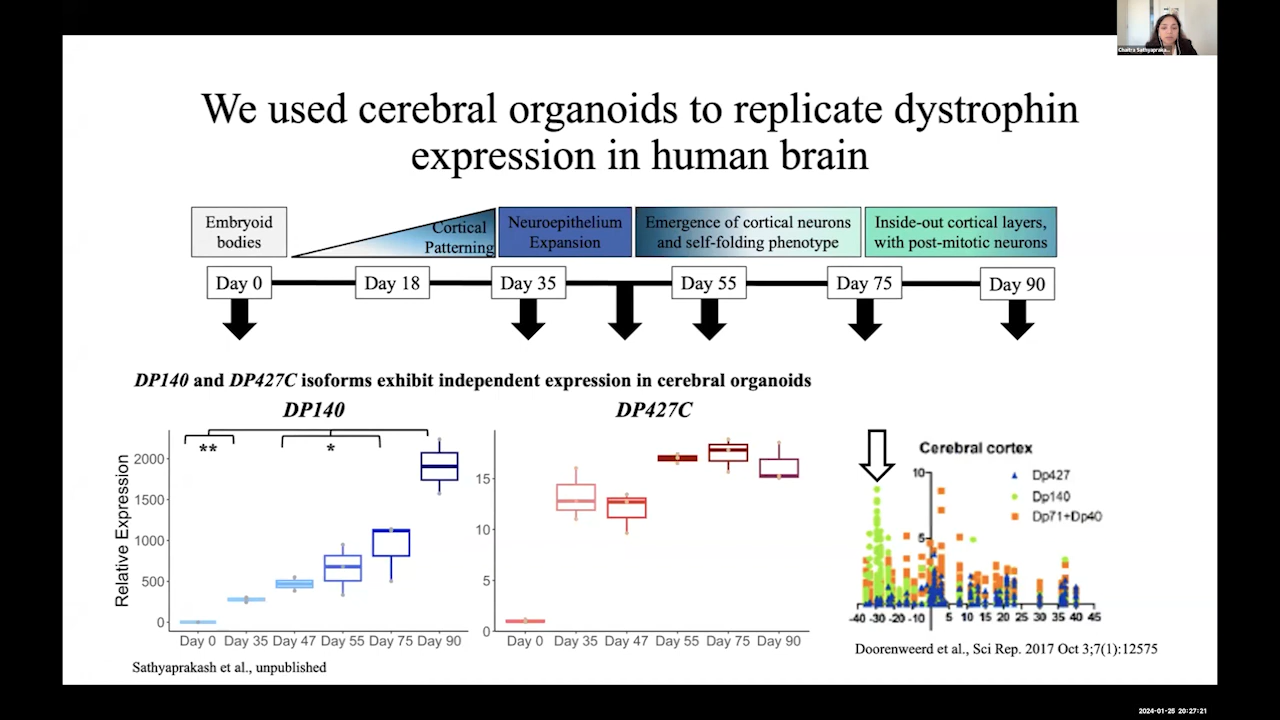 Chaitra Sathyapraka...
We used cerebral organoids to replicate dystrophin
expression in human brain
Embryoid
bodies
Cortical
Patterning
Neuroepithelium
Expansion
Emergence of cortical neurons
and self-folding phenotype
Inside-out cortical layers,
with post-mitotic neurons
Day 0
Day 18
Day 35
Day 55
Day 75
Day 90
DP140 and DP427C isoforms exhibit independent expression in cerebral organoids
DP140
Relative Expression
2000
1500
1000
500
0
**
*
Day 0 Day 35 Day 47 Day 55 Day 75 Day 90
DP427C
15
10
5
0
Day 0 Day 35 Day 47 Day 55 Day 75 Day 90
Cerebral cortex
10
5
Dp427
Dp140
Dp71+Dp40
-40 -30 -20 -10 5 10 15 20 25 30 35 40 45
Sathyaprakash et al., unpublished
Doorenweerd et al., Sci Rep. 2017 Oct 3;7(1):12575
2024-01-25 20:27:21